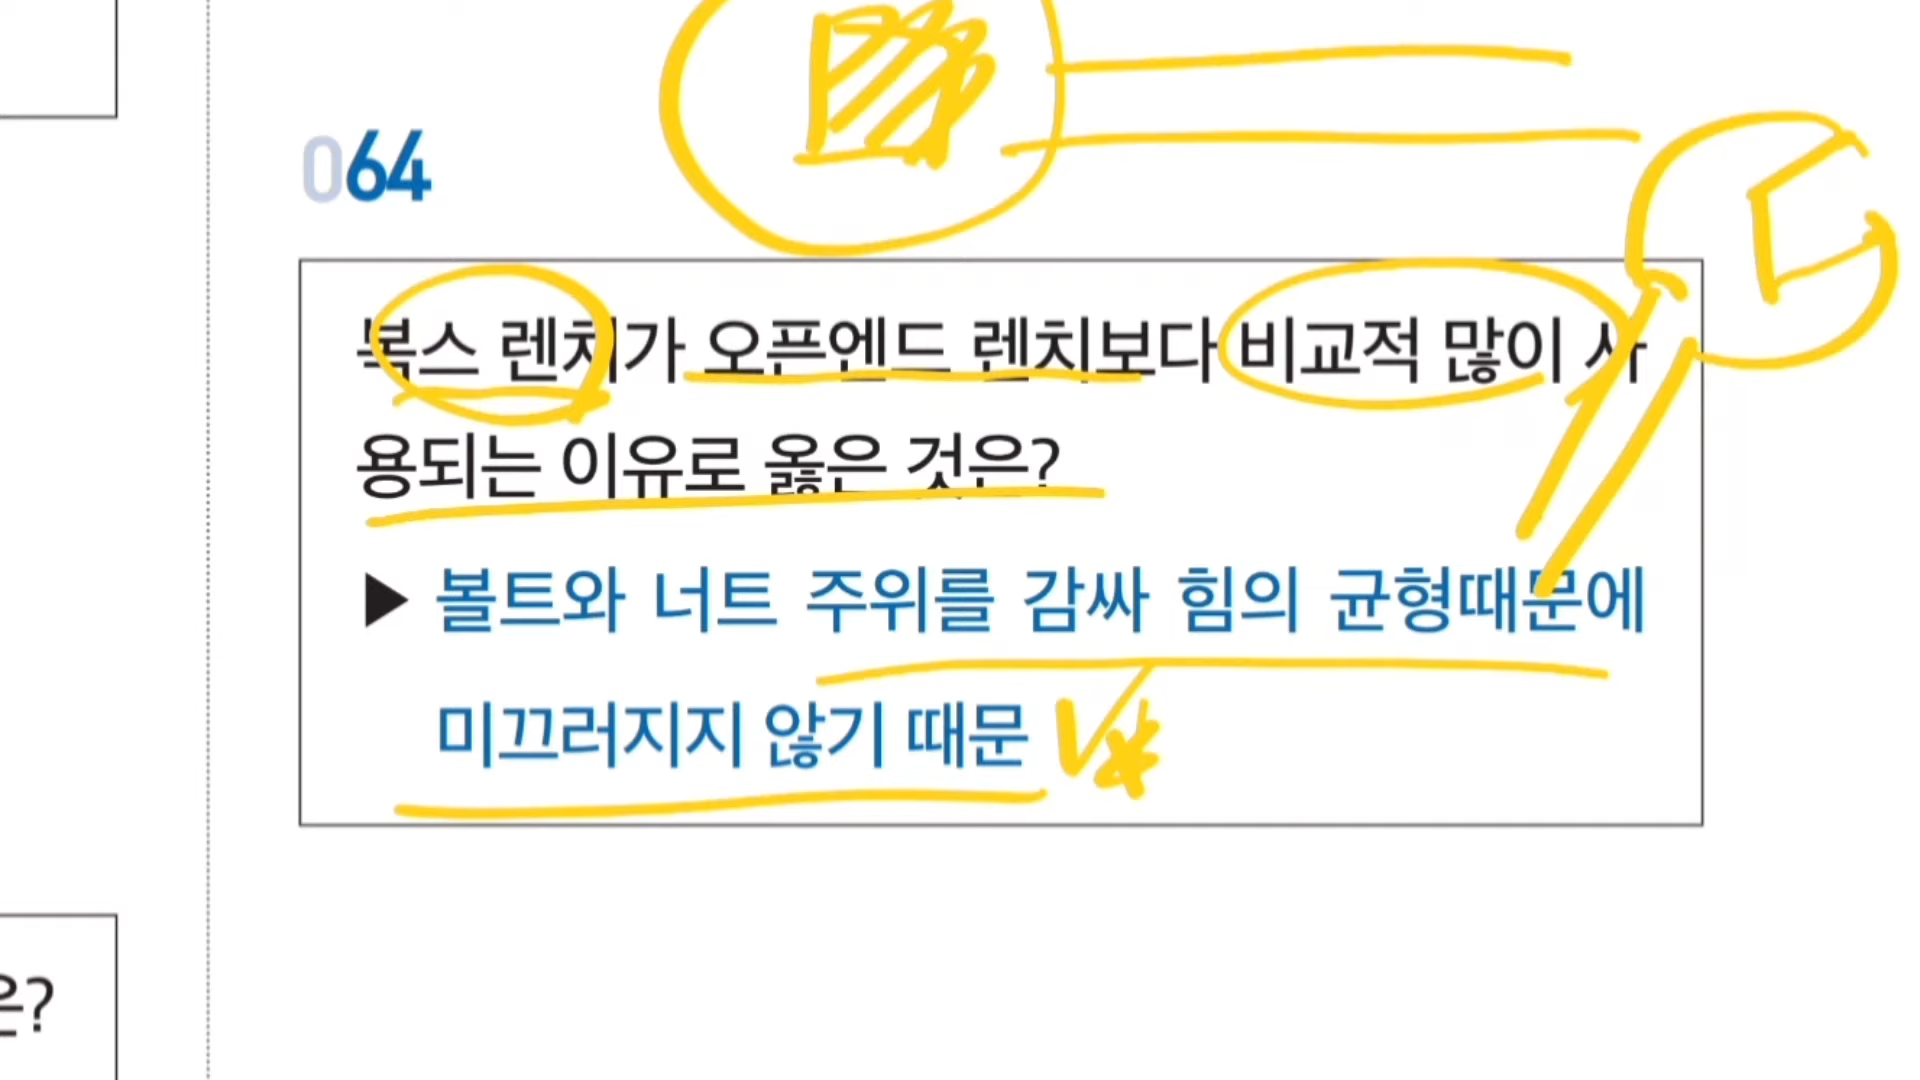 064
복스 렌치가 오픈엔드 렌치보다 비교적 많이 사
용되는 이유로 옳은 것은?
▶ 볼트와 너트 주위를 감싸 힘의 균형때문에
미끄러지지 않기 때문
은?